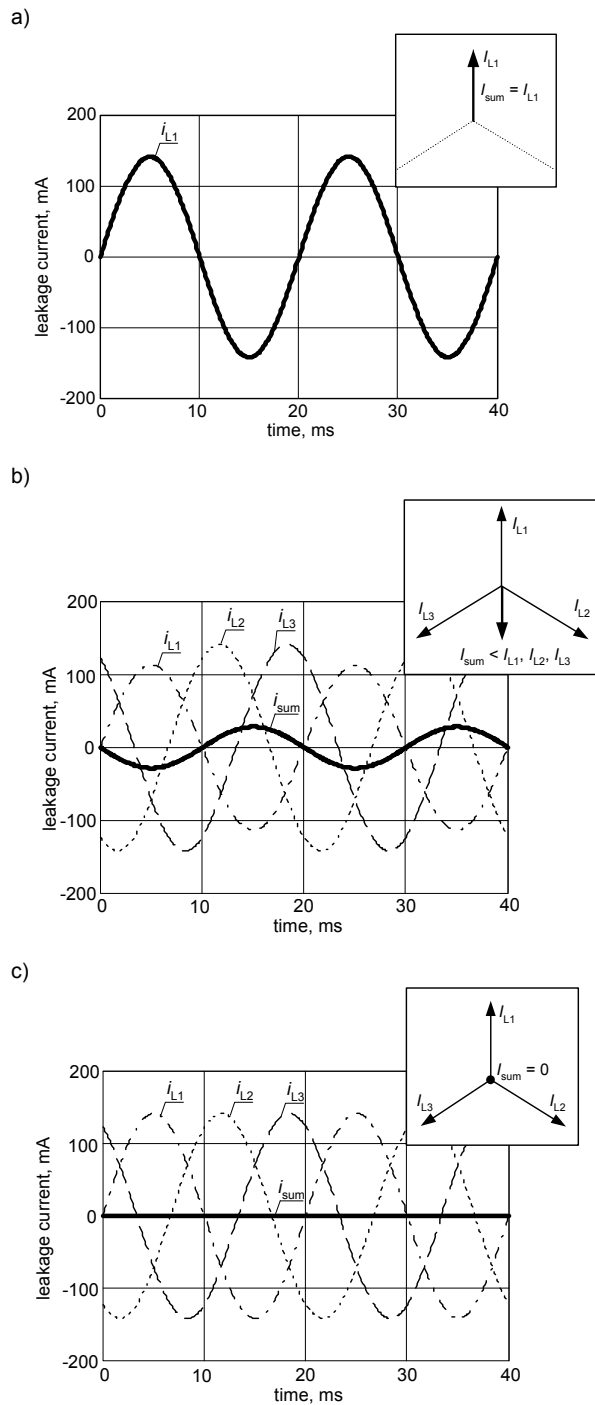 a)
I_L1
I_sum = I_L1
i_L1
200
100
0
-100
-200
leakage current, mA
0 10 20 30 40
time, ms
b)
I_L1
I_L3 I_L2
I_sum < I_L1, I_L2, I_L3
i_L1 i_L2 i_L3
i_sum
200
100
0
-100
-200
leakage current, mA
0 10 20 30 40
time, ms
c)
I_L1
I_sum = 0
I_L3 I_L2
i_L1 i_L2 i_L3
i_sum
200
100
0
-100
-200
leakage current, mA
0 10 20 30 40
time, ms